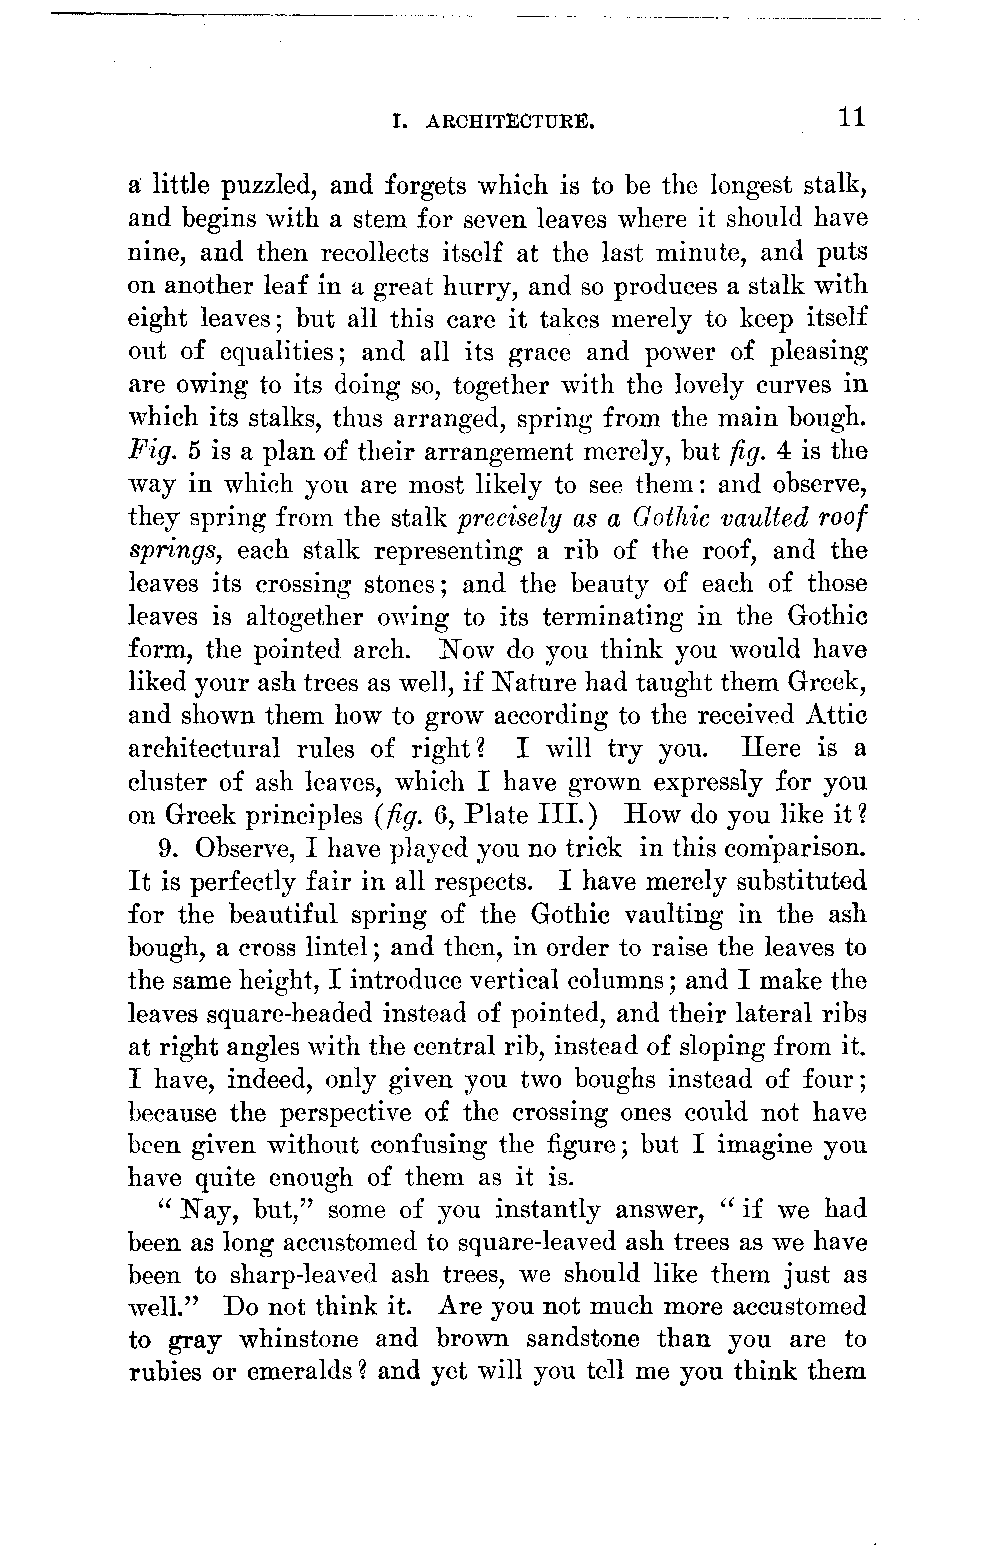 I. ARCHITECTURE. 11
a little puzzled, and forgets which is to be the longest stalk,
and begins with a stem for seven leaves where it should have
nine, and then recollects itself at the last minute, and puts
on another leaf in a great hurry, and so produces a stalk with
eight leaves; but all this care it takes merely to keep itself
out of equalities; and all its grace and power of pleasing
are owing to its doing so, together with the lovely curves in
which its stalks, thus arranged, spring from the main bough.
Fig. 5 is a plan of their arrangement merely, but fig. 4 is the
way in which you are most likely to see them: and observe,
they spring from the stalk precisely as a Gothic vaulted roof
springs, each stalk representing a rib of the roof, and the
leaves its crossing stones; and the beauty of each of those
leaves is altogether owing to its terminating in the Gothic
form, the pointed arch. Now do you think you would have
liked your ash trees as well, if Nature had taught them Greek,
and shown them how to grow according to the received Attic
architectural rules of right? I will try you. Here is a
cluster of ash leaves, which I have grown expressly for you
on Greek principles (fig. 6, Plate III.) How do you like it?
9. Observe, I have played you no trick in this comparison.
It is perfectly fair in all respects. I have merely substituted
for the beautiful spring of the Gothic vaulting in the ash
bough, a cross lintel; and then, in order to raise the leaves to
the same height, I introduce vertical columns; and I make the
leaves square-headed instead of pointed, and their lateral ribs
at right angles with the central rib, instead of sloping from it.
I have, indeed, only given you two boughs instead of four;
because the perspective of the crossing ones could not have
been given without confusing the figure; but I imagine you
have quite enough of them as it is.
“Nay, but,” some of you instantly answer, “if we had
been as long accustomed to square-leaved ash trees as we have
been to sharp-leaved ash trees, we should like them just as
well.” Do not think it. Are you not much more accustomed
to gray whinstone and brown sandstone than you are to
rubies or emeralds? and yet will you tell me you think them